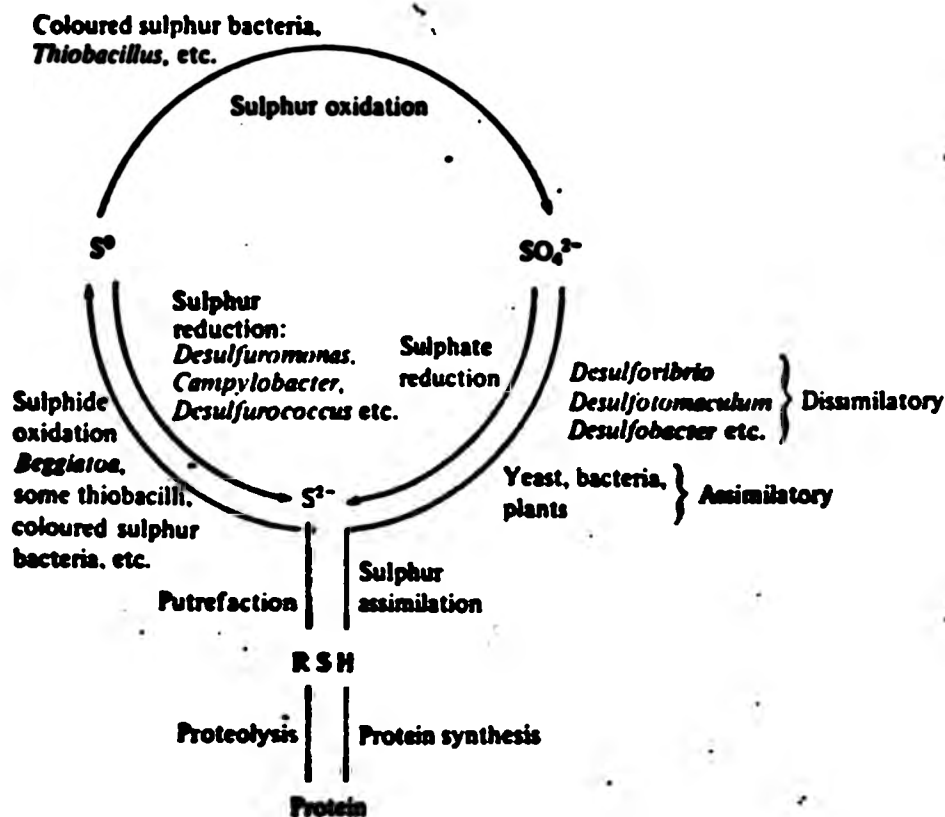 Coloured sulphur bacteria,
Thiobacillus, etc.
Sulphur oxidation
S⁰
SO₄²⁻
Sulphur
reduction:
Desulfuromonas,
Campylobacter,
Desulfurococcus etc.
Sulphate
reduction
Desulforibrio
Desulfotomaculum
Desulfobacter etc.
Dissimilatory
Sulphide
oxidation
Beggiatoa,
some thiobacilli,
coloured sulphur
bacteria, etc.
S²⁻
Yeast, bacteria,
plants
Assimilatory
Putrefaction
Sulphur
assimilation
R S H
Proteolysis
Protein synthesis
Protein